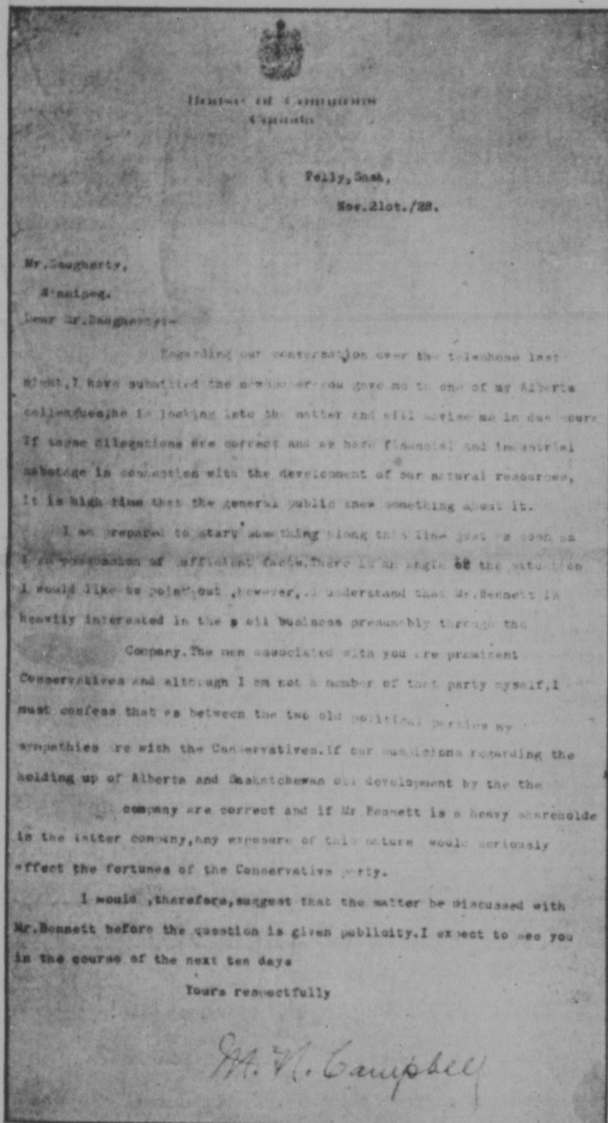 House of Commons
Canada
Pelly,Sask,
Nov.21st./28.
Mr.Daugherty,
Winnipeg.
Dear Mr.Daugherty:-
Regarding our conversation over the telephone last
night,I have submitted the you gave me to one of my Alberta
colleagues,he is looking into the matter and will advise me in due cours
If these allegations are correct and we have financial and industrial
sabotage in connection with the development of our natural resources,
it is high time that the general public knew something about it.
I am prepared to start something along this line just as soon as
I possession of sufficient facts.There is an angle of the situation
I would like to point out ,however,.I understand that Mr.Bennett is
heavily interested in the s oil business presumably through the
Company.The men associated with you are prominent
Conservatives and although I am not a member of that party myself,I
must confess that as between the two old political parties my
sympathies are with the Conservatives.If our suspicions regarding the
holding up of Alberta and Saskatchewan oil development by the the
company are correct and if Mr Bennett is a heavy shareholde
in the latter company,any exposure of this nature would seriously
effect the fortunes of the Conservative party.
I would ,therefore,suggest that the matter be discussed with
Mr.Bennett before the question is given publicity.I expect to see you
in the course of the next ten days
Yours respectfully
M. N. Campbell